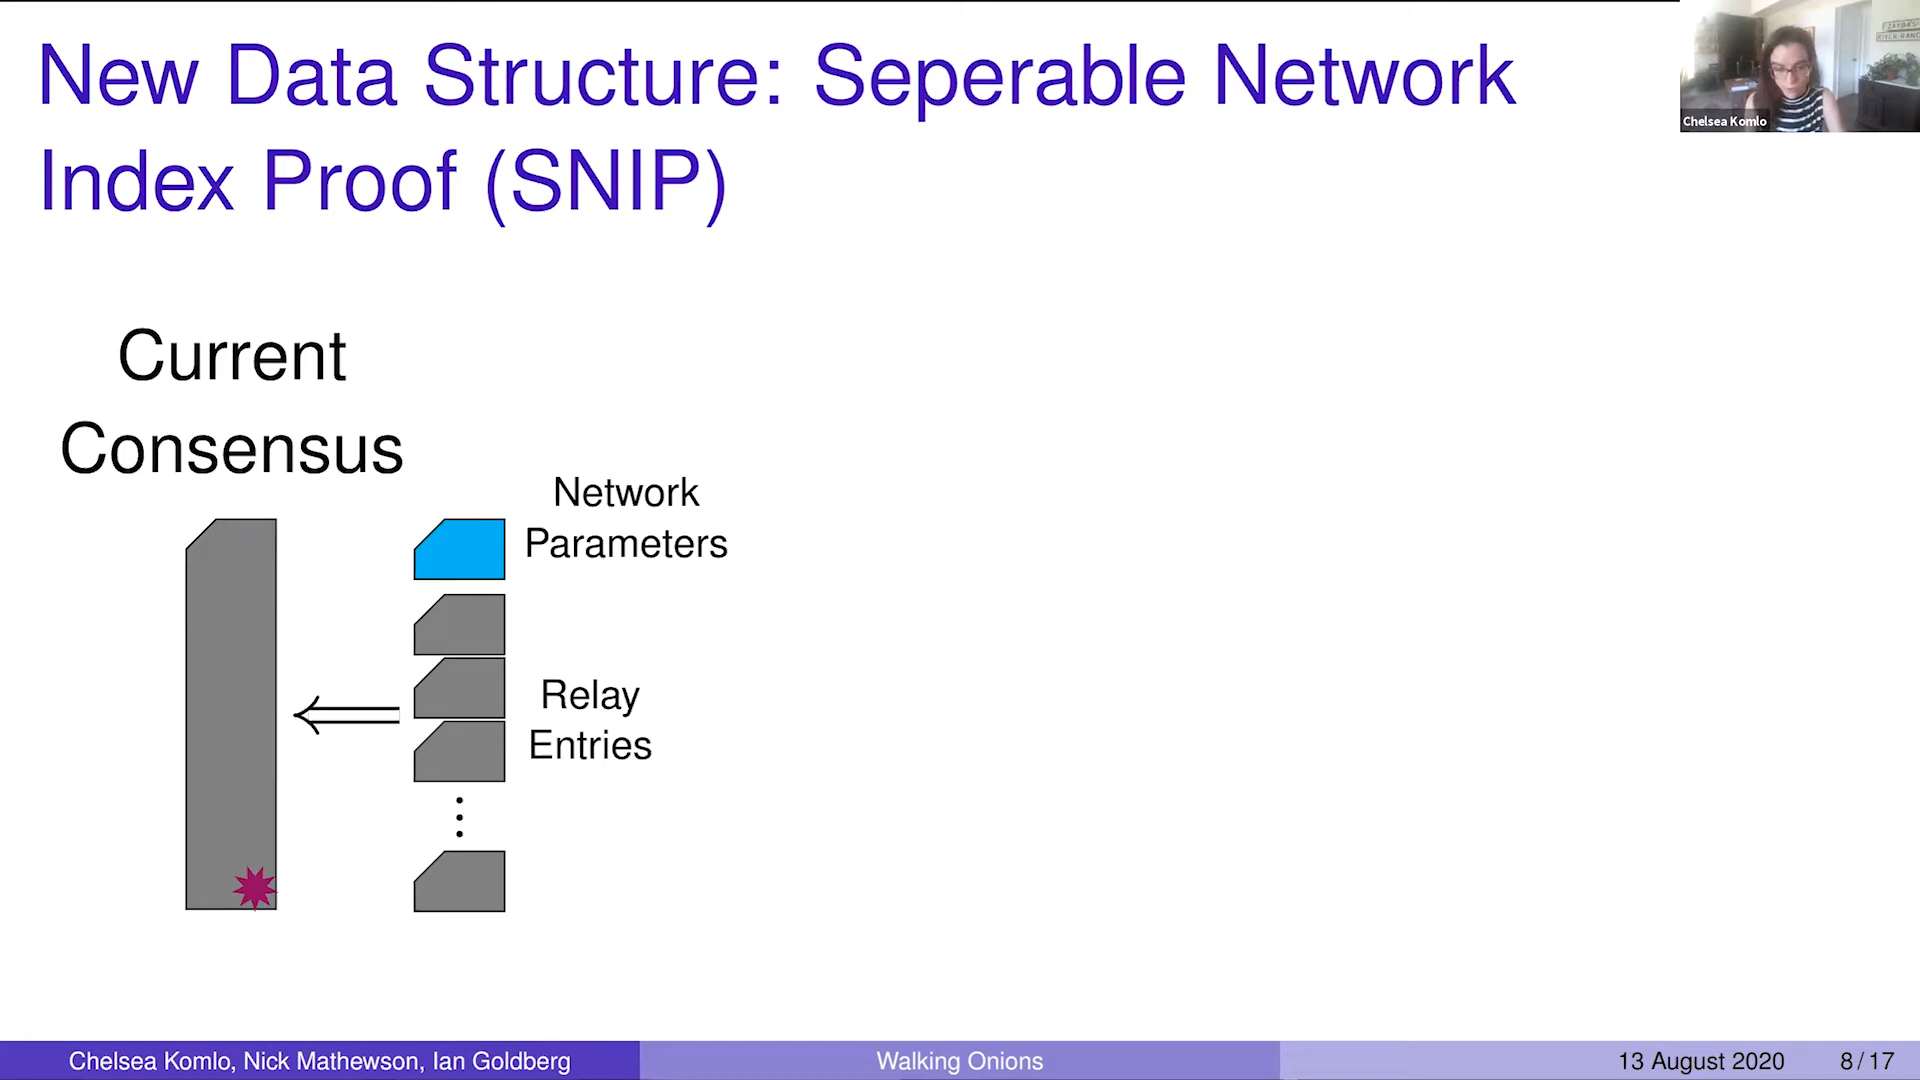 New Data Structure: Seperable Network
Index Proof (SNIP)
Chelsea Komlo
Current
Consensus
Network
Parameters
Relay
Entries
Chelsea Komlo, Nick Mathewson, Ian Goldberg
Walking Onions
13 August 2020
8/17